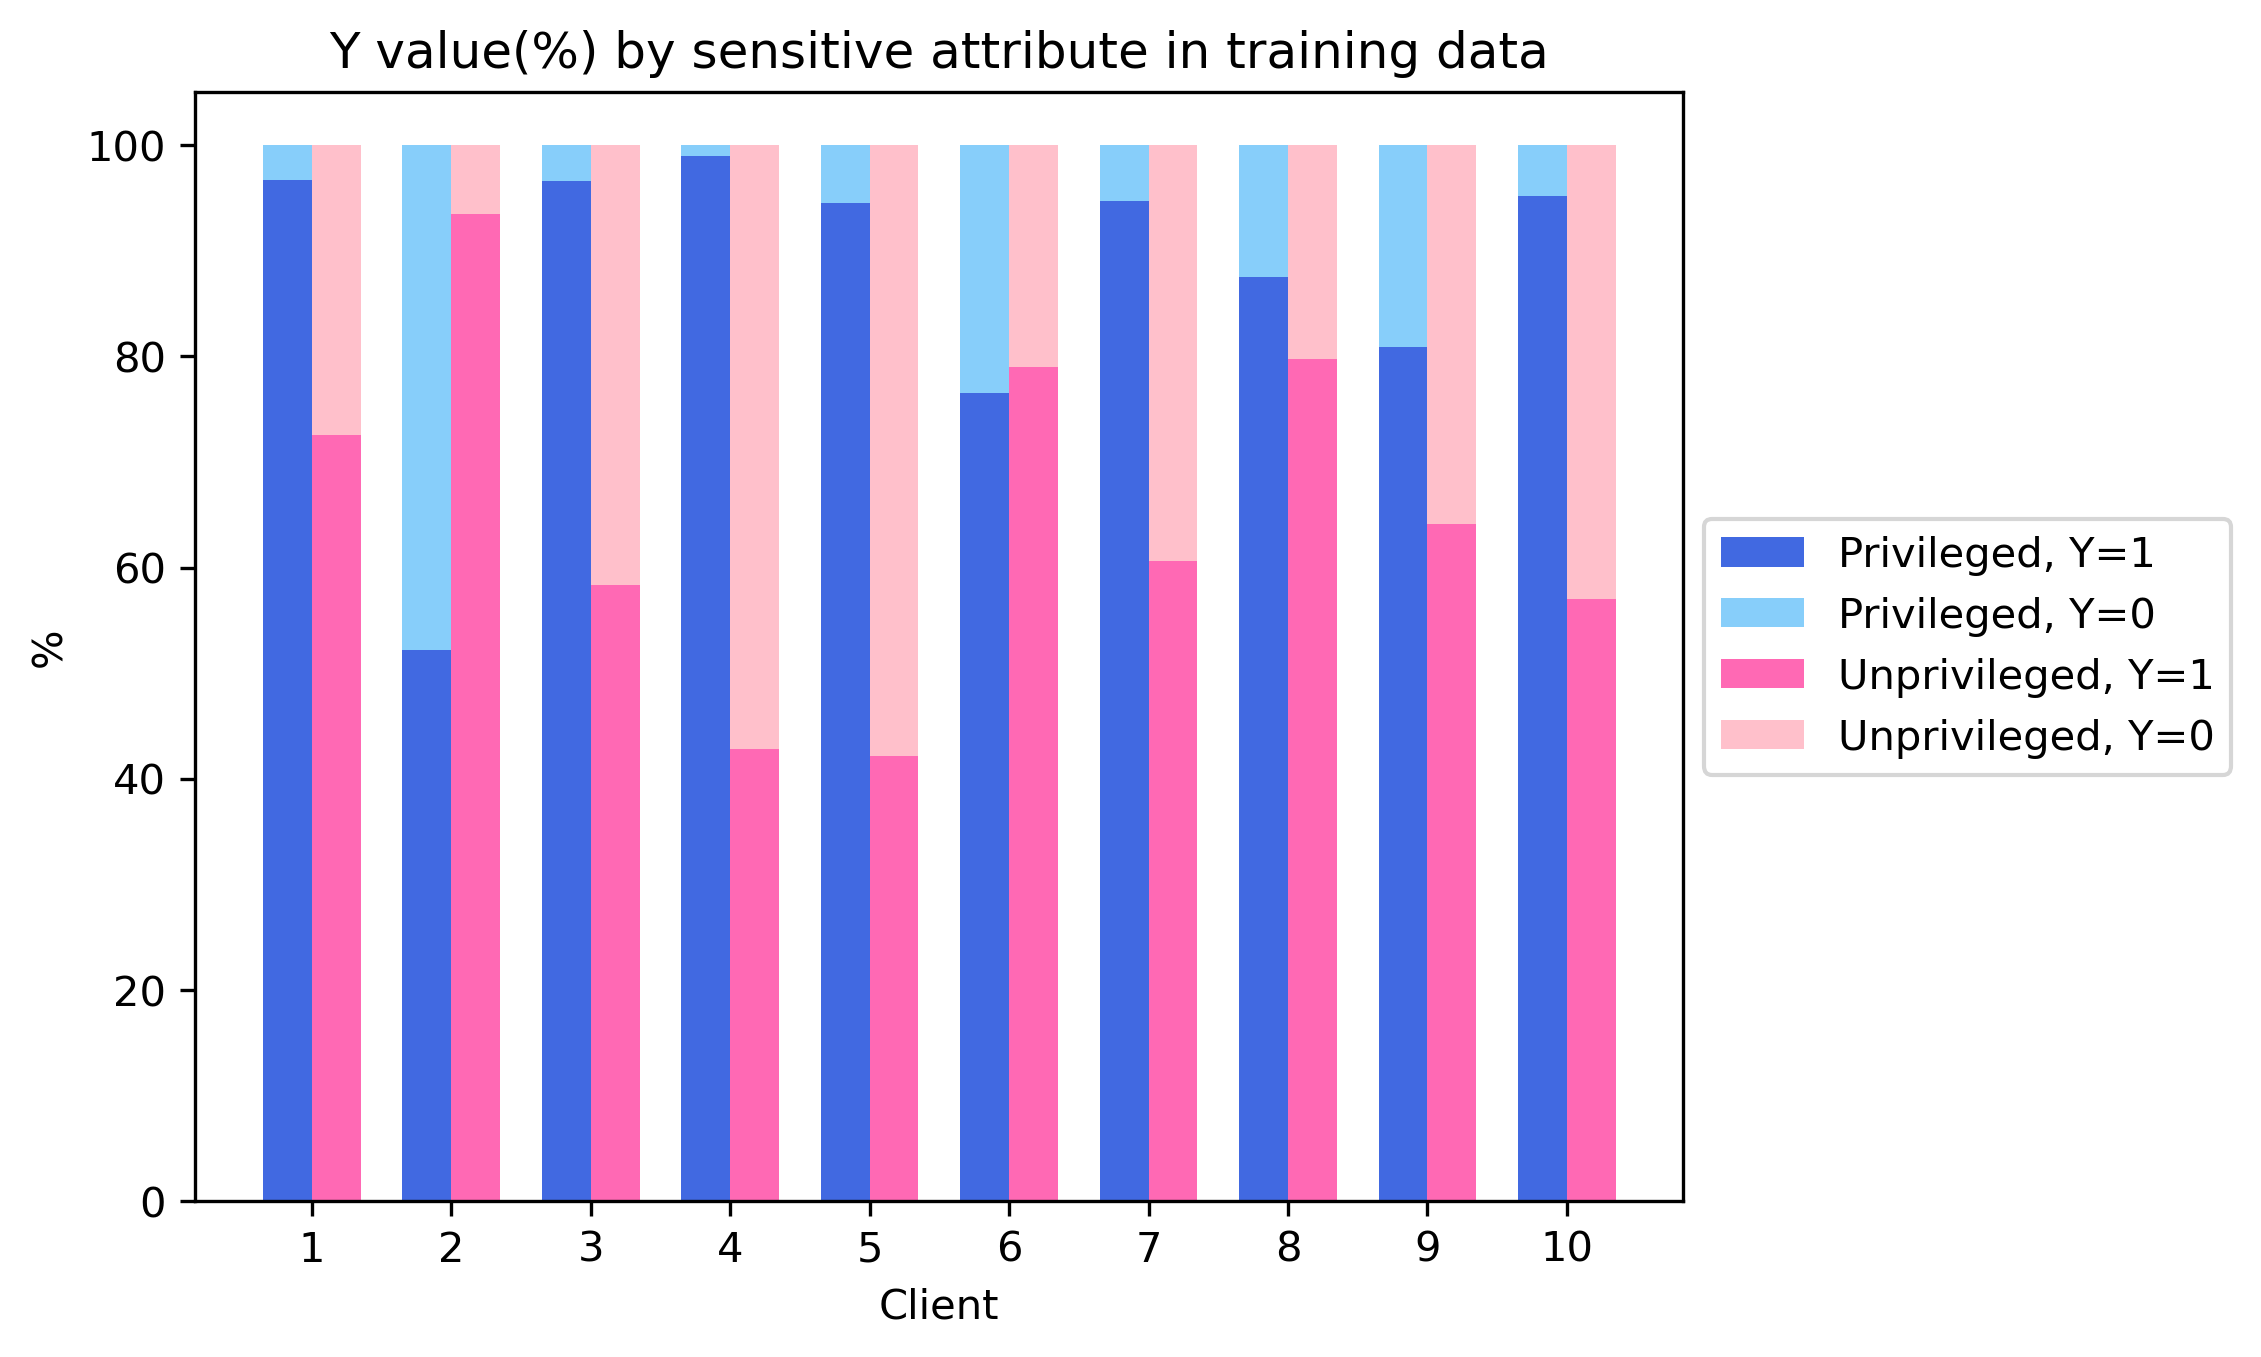 Y value(%) by sensitive attribute in training data
100
80
60
40
20
0
%
1 2 3 4 5 6 7 8 9 10
Client
Privileged, Y=1
Privileged, Y=0
Unprivileged, Y=1
Unprivileged, Y=0